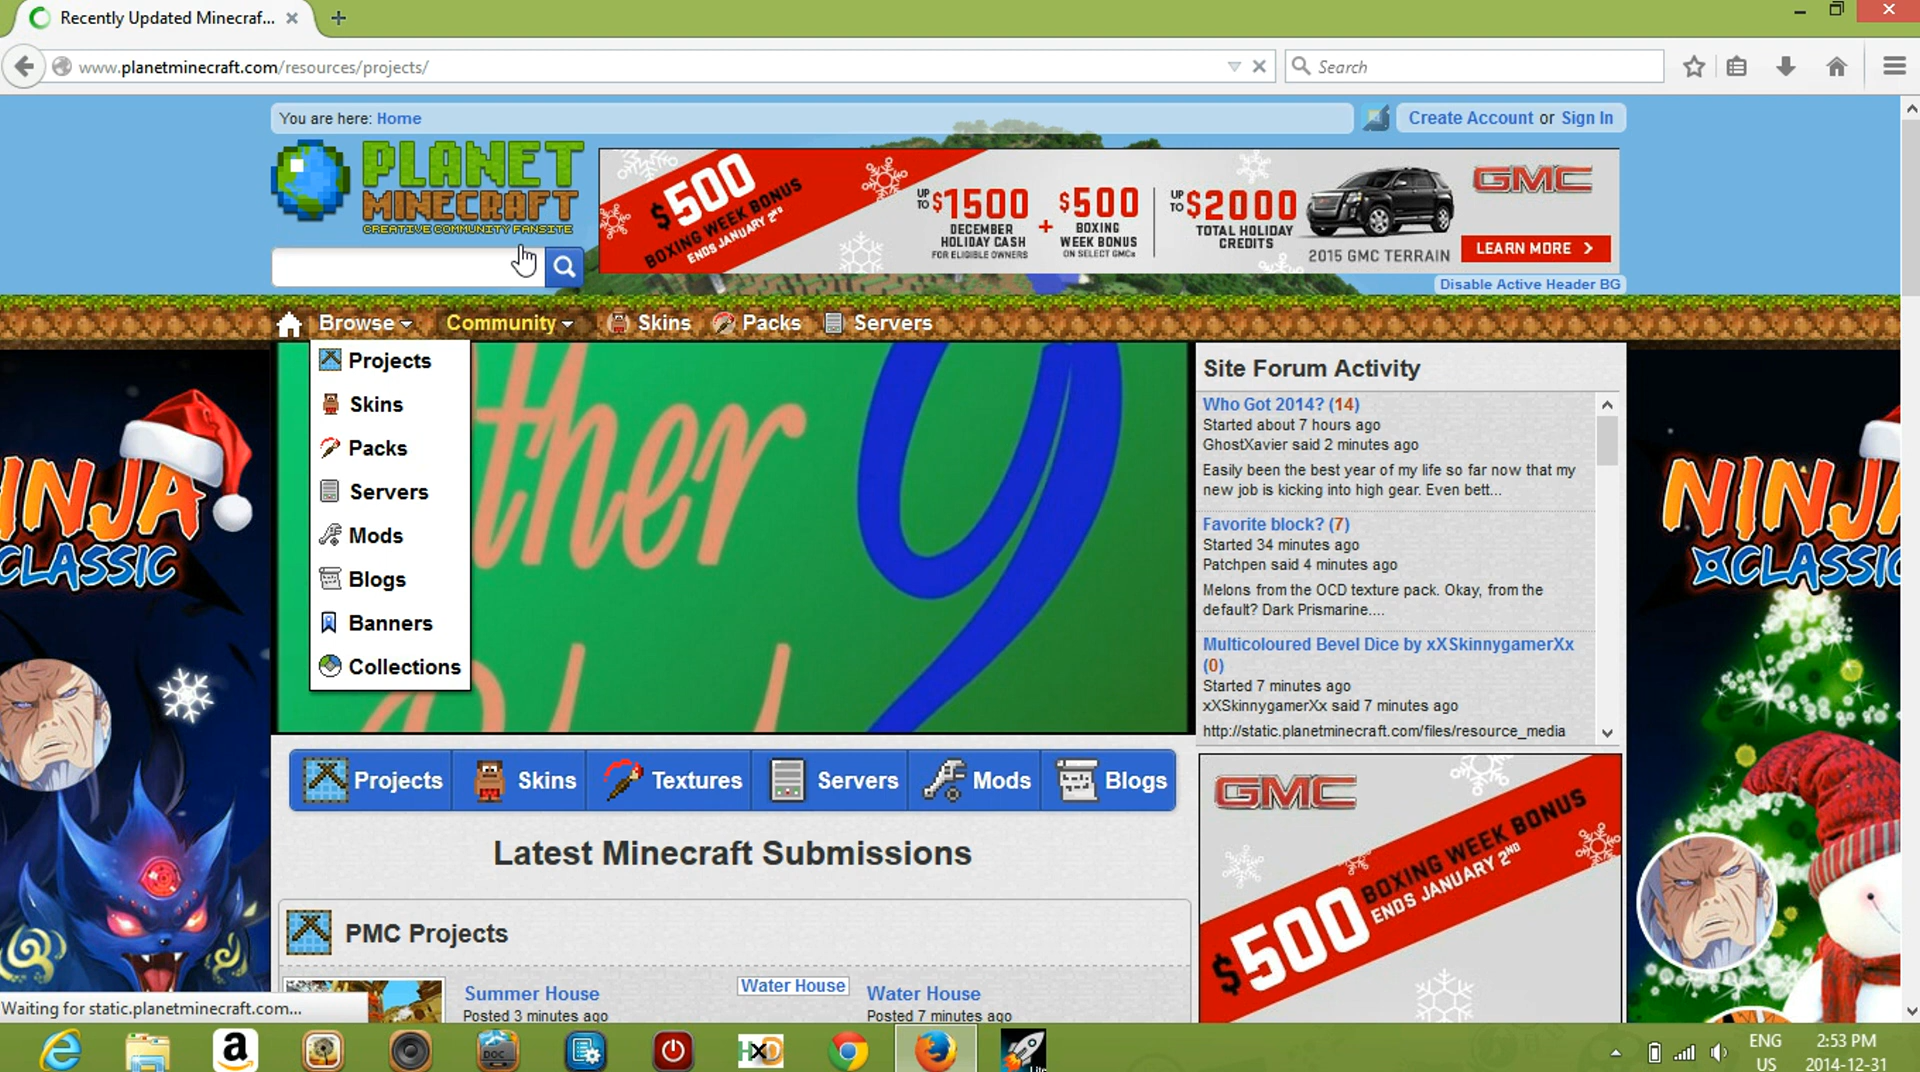 Recently Updated Minecraf...
www.planetminecraft.com/resources/projects/
Search
You are here: Home
Create Account or Sign In
PLANET
MINECRAFT
CREATIVE COMMUNITY FANSITE
$500
BOXING WEEK BONUS
ENDS JANUARY 2ND
UP TO $1500
DECEMBER
HOLIDAY CASH
FOR ELIGIBLE OWNERS
+
$500
BOXING
WEEK BONUS
ON SELECT GMCs
UP TO $2000
TOTAL HOLIDAY
CREDITS
2015 GMC TERRAIN
GMC
LEARN MORE >
Disable Active Header BG
Browse
Community
Skins
Packs
Servers
Projects
Skins
Packs
Servers
Mods
Blogs
Banners
Collections
ther
g
Site Forum Activity
Who Got 2014? (14)
Started about 7 hours ago
GhostXavier said 2 minutes ago
Easily been the best year of my life so far now that my
new job is kicking into high gear. Even bett...
Favorite block? (7)
Started 34 minutes ago
Patchpen said 4 minutes ago
Melons from the OCD texture pack. Okay, from the
default? Dark Prismarine....
Multicoloured Bevel Dice by xXSkinnygamerXx
(0)
Started 7 minutes ago
xXSkinnygamerXx said 7 minutes ago
http://static.planetminecraft.com/files/resource_media
NINJA
CLASSIC
NINJA
CLASSIC
Projects
Skins
Textures
Servers
Mods
Blogs
Latest Minecraft Submissions
PMC Projects
Summer House
Posted 3 minutes ago
Water House
Water House
Posted 7 minutes ago
GMC
$500
BOXING WEEK BONUS
ENDS JANUARY 2ND
Waiting for static.planetminecraft.com...
a
DOC
HXD
Lite
ENG
US
2:53 PM
2014-12-31